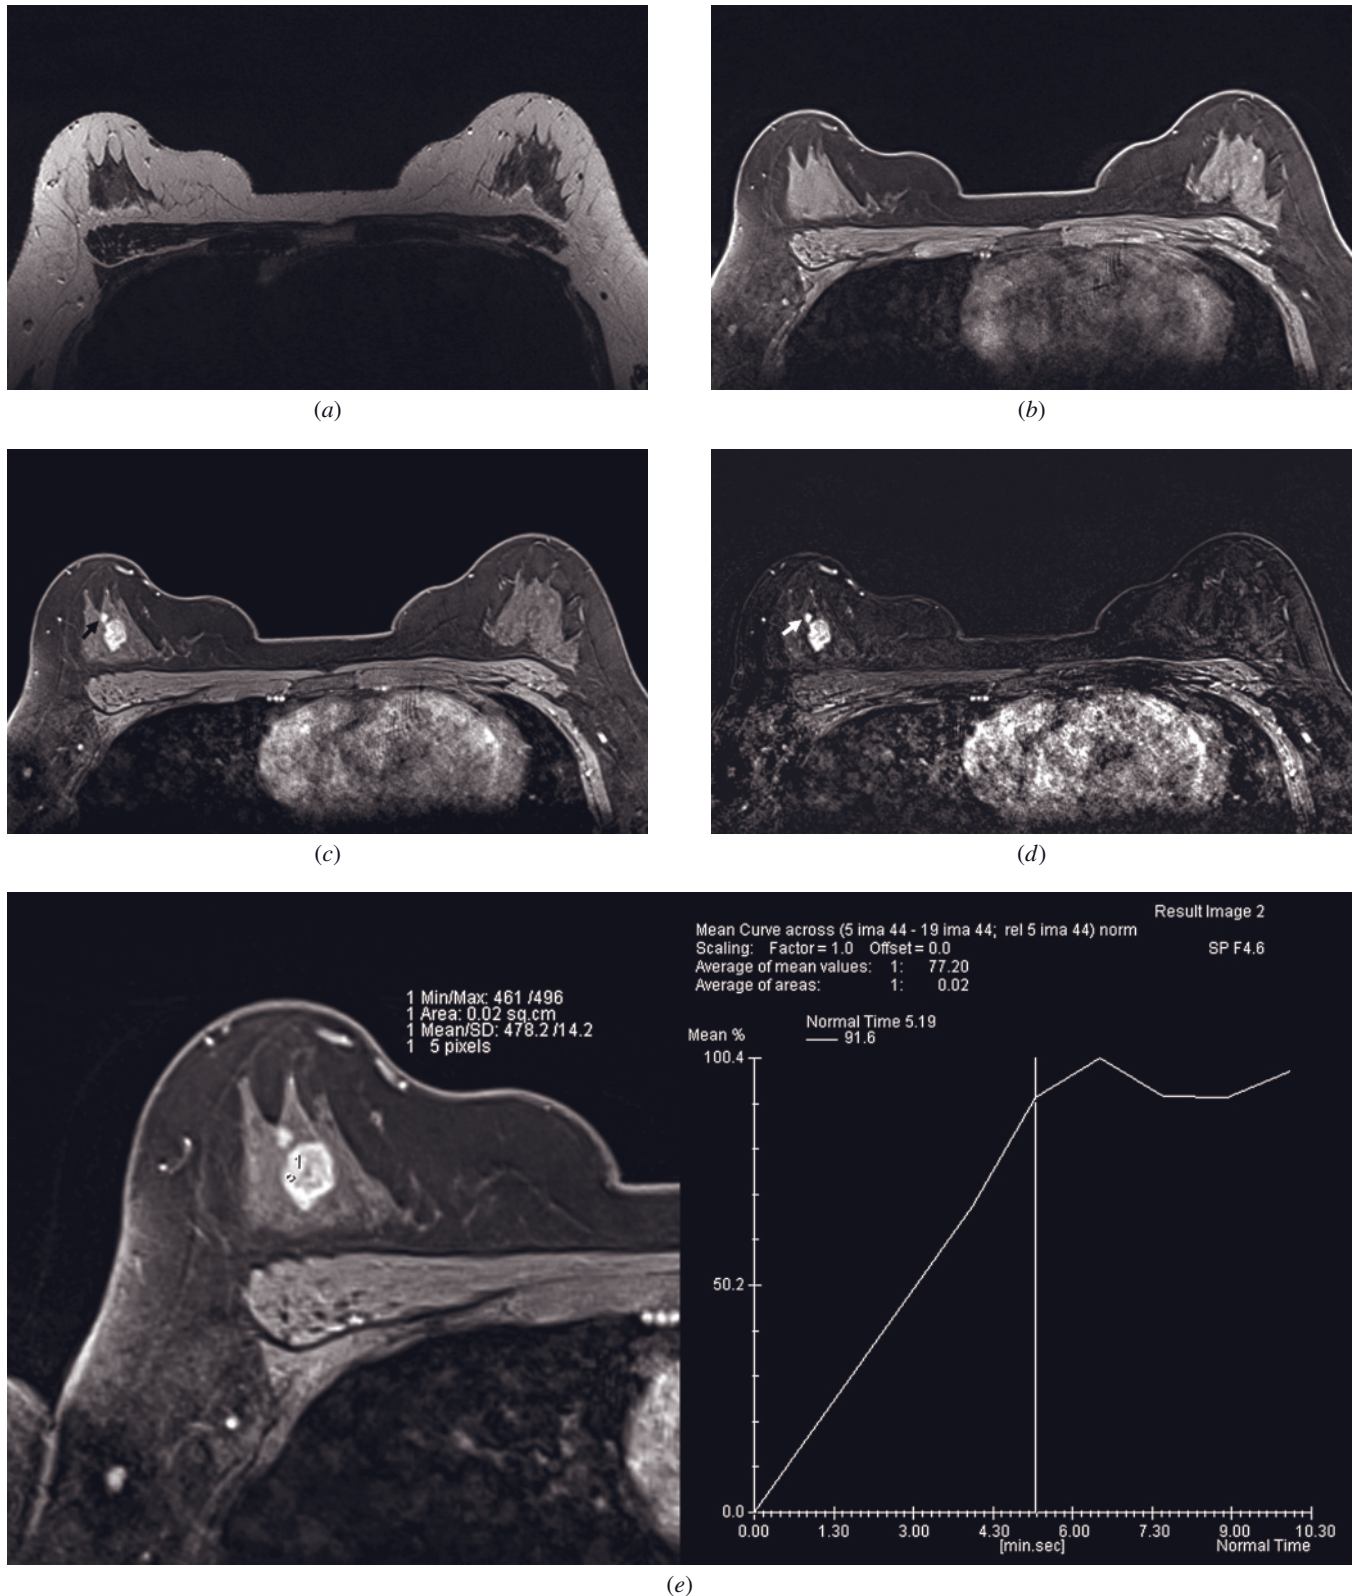 (a)
(b)
(c)
(d)
Result Image 2
Mean Curve across (5 ima 44 - 19 ima 44; rel 5 ima 44) norm
Scaling: Factor = 1.0 Offset = 0.0
SP F4.6
Average of mean values: 1: 77.20
Average of areas: 1: 0.02
1 Min/Max: 461 /496
1 Area: 0.02 sq.cm
1 Mean/SD: 478.2 /14.2
1 5 pixels
Normal Time 5.19
91.6
Mean %
100.4
50.2
0.0
0.00 1.30 3.00 4.30 6.00 7.30 9.00 10.30
[min.sec] Normal Time
1
(e)